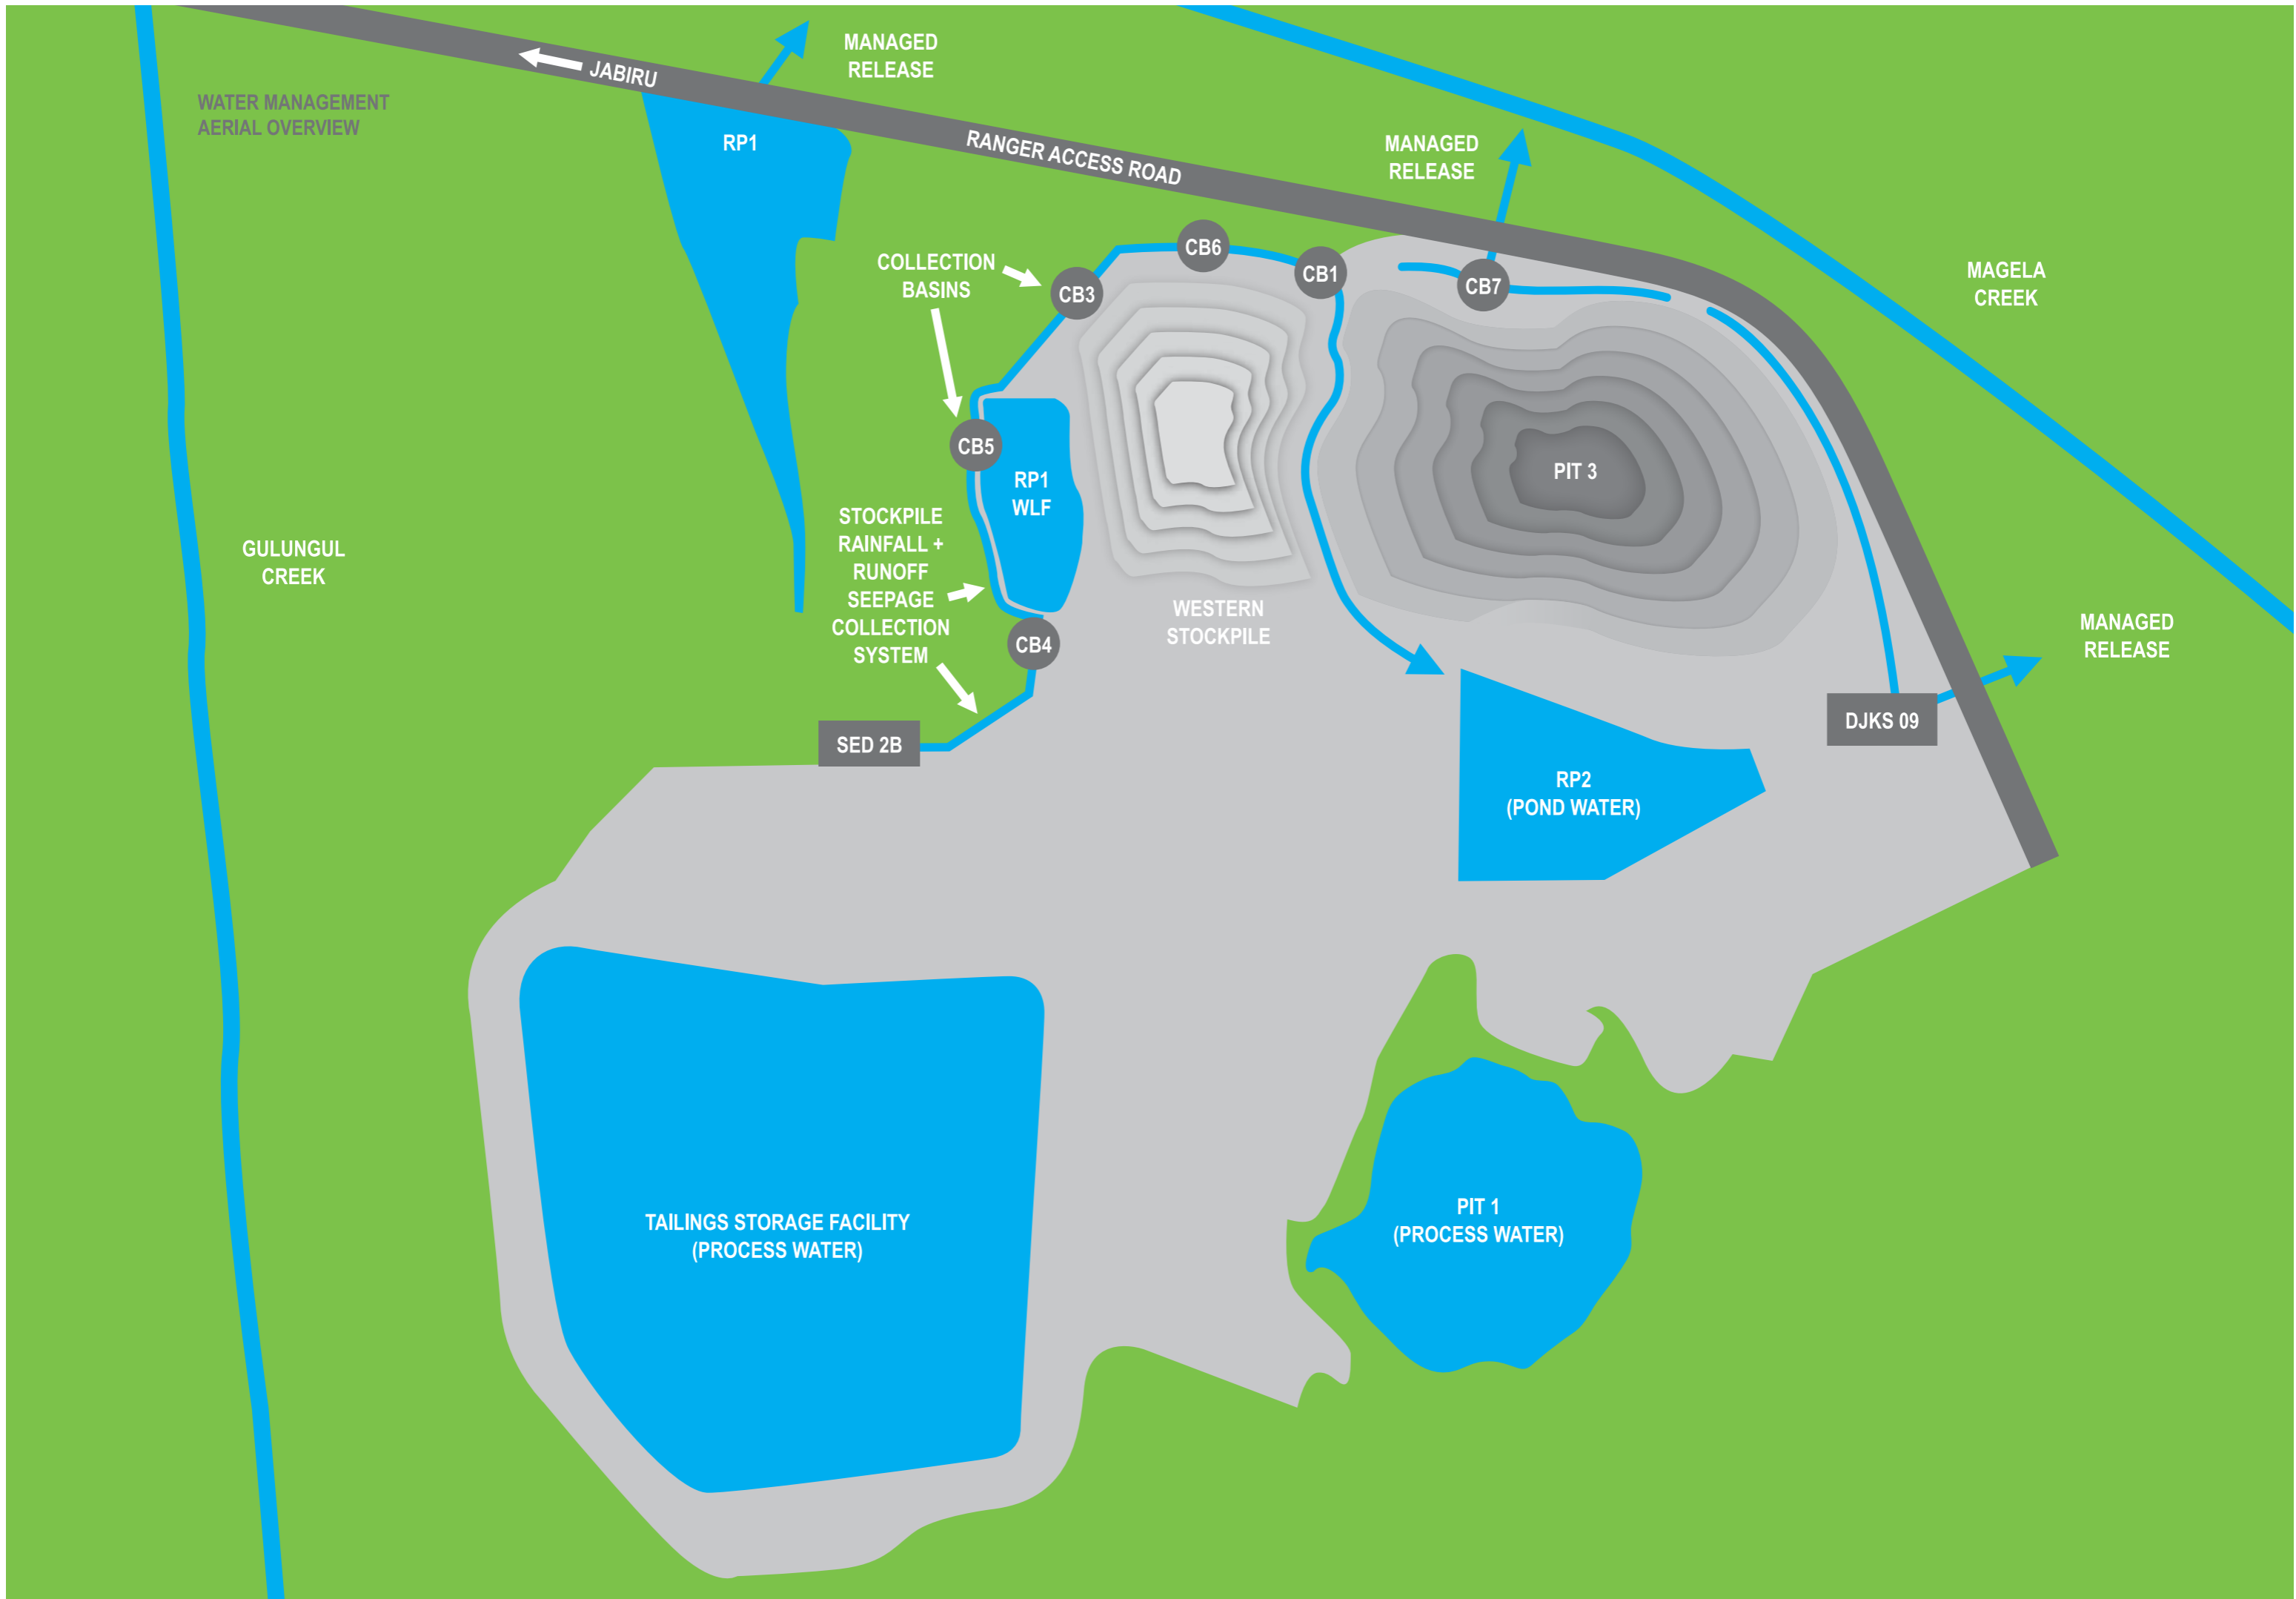 MANAGED
RELEASE
JABIRU
WATER MANAGEMENT
AERIAL OVERVIEW
RP1
RANGER ACCESS ROAD
MANAGED
RELEASE
COLLECTION
BASINS
CB6
CB1
CB3
CB7
MAGELA
CREEK
CB5
RP1
WLF
PIT 3
STOCKPILE
RAINFALL +
RUNOFF
SEEPAGE
COLLECTION
SYSTEM
GULUNGUL
CREEK
WESTERN
STOCKPILE
CB4
MANAGED
RELEASE
SED 2B
DJKS 09
RP2
(POND WATER)
TAILINGS STORAGE FACILITY
(PROCESS WATER)
PIT 1
(PROCESS WATER)